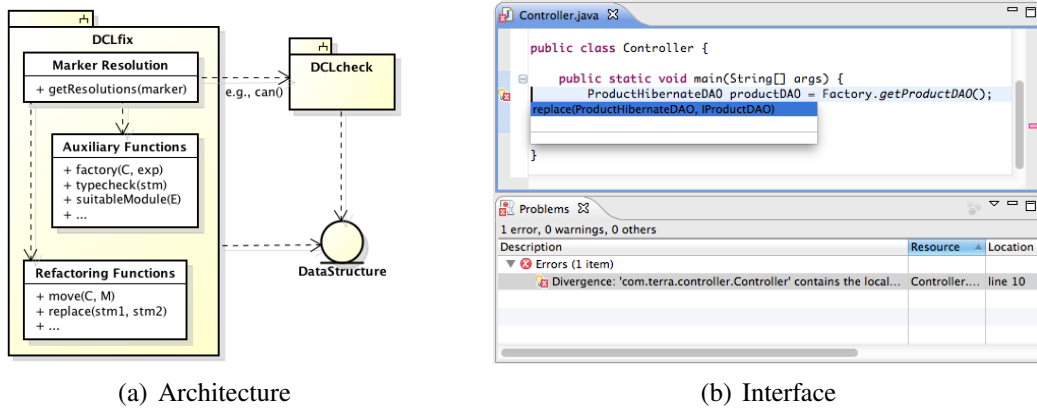 DCLfix
Marker Resolution
+ getResolutions(marker)
e.g., can()
DCLcheck
Auxiliary Functions
+ factory(C, exp)
+ typecheck(stm)
+ suitableModule(E)
+ ...
DataStructure
Refactoring Functions
+ move(C, M)
+ replace(stm1, stm2)
+ ...
(a) Architecture
Controller.java
public class Controller {
public static void main(String[] args) {
ProductHibernateDAO productDAO = Factory.getProductDAO();
replace(ProductHibernateDAO, IProductDAO)
}
Problems
1 error, 0 warnings, 0 others
Description Resource Location
Errors (1 item)
Divergence: 'com.terra.controller.Controller' contains the local... Controller.... line 10
(b) Interface